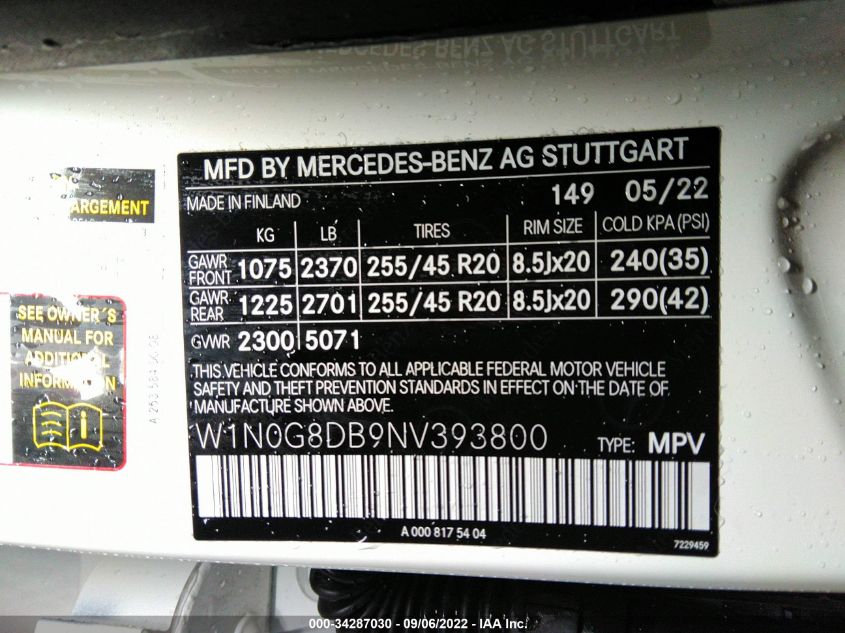 MFD BY MERCEDES-BENZ AG STUTTGART
149 05/22
MADE IN FINLAND
KG LB TIRES RIM SIZE COLD KPA (PSI)
GAWR FRONT 1075 2370 255/45 R20 8.5Jx20 240(35)
GAWR REAR 1225 2701 255/45 R20 8.5Jx20 290(42)
GVWR 2300 5071
THIS VEHICLE CONFORMS TO ALL APPLICABLE FEDERAL MOTOR VEHICLE
SAFETY AND THEFT PREVENTION STANDARDS IN EFFECT ON THE DATE OF
MANUFACTURE SHOWN ABOVE.
W1N0G8DB9NV393800 TYPE: MPV
A 000 817 54 04
7229459
ARGEMENT
SEE OWNER'S
MANUAL FOR
ADDITIONAL
INFORMATION
000-34287030 - 09/06/2022 - IAA Inc.